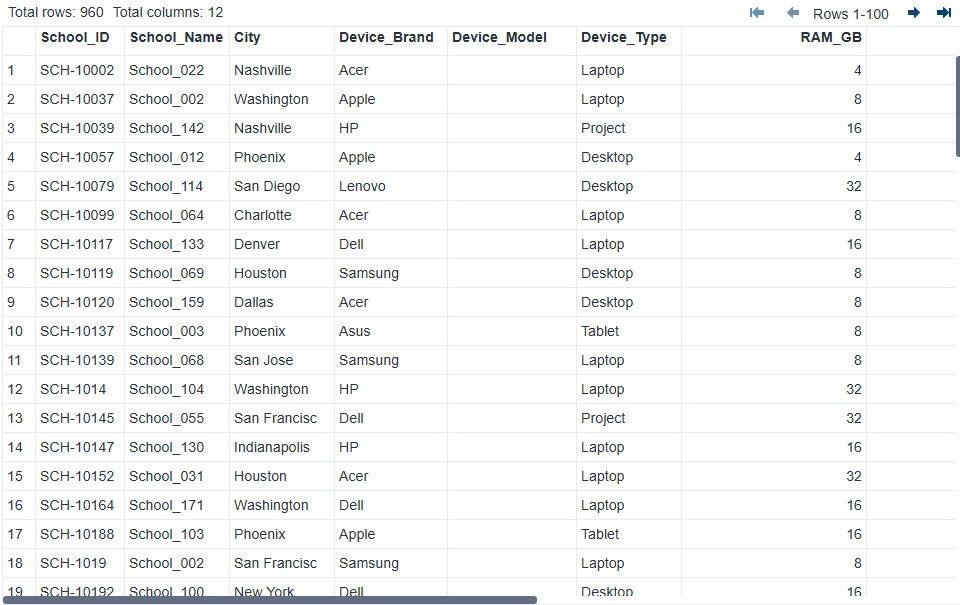 Total rows: 960 Total columns: 12 Rows 1-100
School_ID School_Name City Device_Brand Device_Model Device_Type RAM_GB
1 SCH-10002 School_022 Nashville Acer Laptop 4
2 SCH-10037 School_002 Washington Apple Laptop 8
3 SCH-10039 School_142 Nashville HP Project 16
4 SCH-10057 School_012 Phoenix Apple Desktop 4
5 SCH-10079 School_114 San Diego Lenovo Desktop 32
6 SCH-10099 School_064 Charlotte Acer Laptop 8
7 SCH-10117 School_133 Denver Dell Laptop 16
8 SCH-10119 School_069 Houston Samsung Desktop 8
9 SCH-10120 School_159 Dallas Acer Desktop 8
10 SCH-10137 School_003 Phoenix Asus Tablet 8
11 SCH-10139 School_068 San Jose Samsung Laptop 8
12 SCH-1014 School_104 Washington HP Laptop 32
13 SCH-10145 School_055 San Francisc Dell Project 32
14 SCH-10147 School_130 Indianapolis HP Laptop 16
15 SCH-10152 School_031 Houston Acer Laptop 32
16 SCH-10164 School_171 Washington Dell Laptop 16
17 SCH-10188 School_103 Phoenix Apple Tablet 16
18 SCH-1019 School_002 San Francisc Samsung Laptop 8
19 SCH-10192 School_100 New York Dell Desktop 16